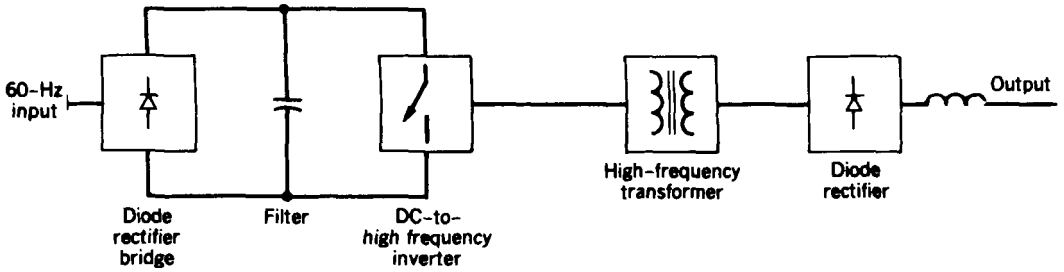 60-Hz
input
Diode
rectifier
bridge
Filter
DC-to-
high frequency
inverter
High-frequency
transformer
Diode
rectifier
Output